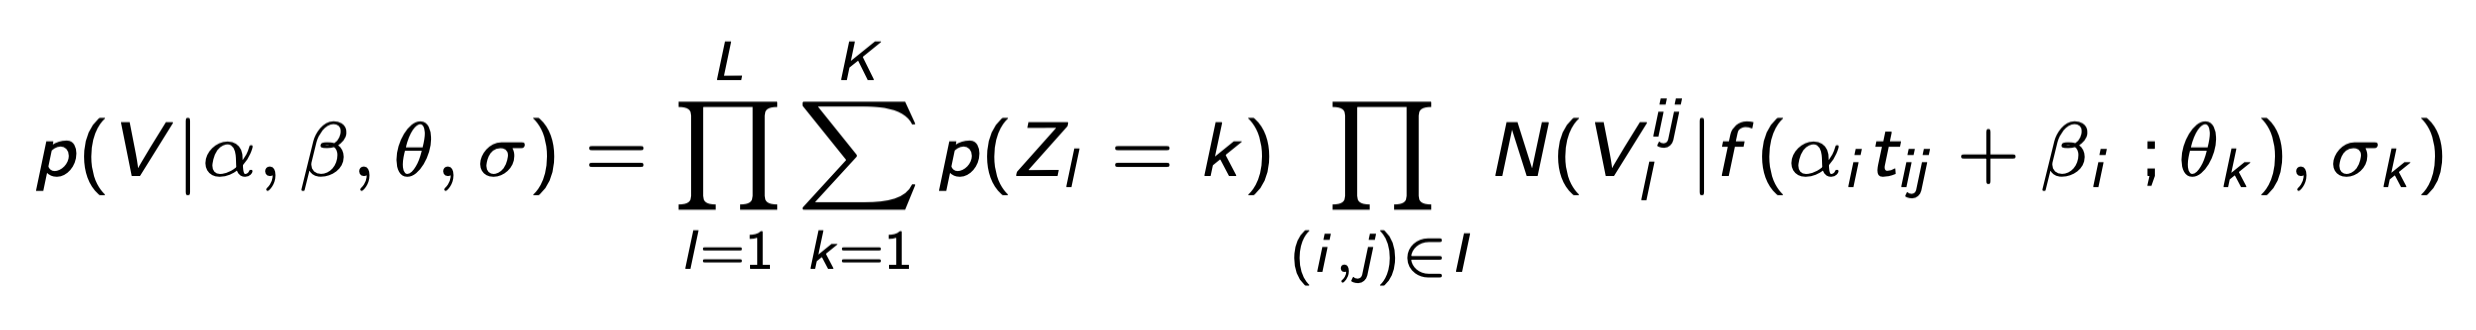 p(V|α, β, θ, σ) = ∏_{l=1}^{L} ∑_{k=1}^{K} p(Z_l = k) ∏_{(i,j)∈I} N(V_l^{ij} | f(α_i t_{ij} + β_i ; θ_k), σ_k)